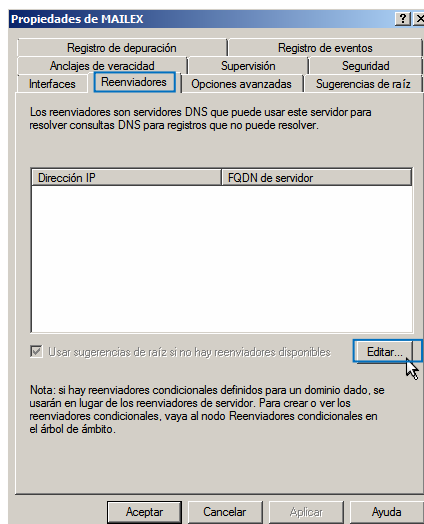 Propiedades de MAILEX
Registro de depuración
Registro de eventos
Anclajes de veracidad
Supervisión
Seguridad
Interfaces
Reenviadores
Opciones avanzadas
Sugerencias de raíz
Los reenviadores son servidores DNS que puede usar este servidor para
resolver consultas DNS para registros que no puede resolver.
Dirección IP
FQDN de servidor
Usar sugerencias de raíz si no hay reenviadores disponibles
Editar...
Nota: si hay reenviadores condicionales definidos para un dominio dado, se
usarán en lugar de los reenviadores de servidor. Para crear o ver los
reenviadores condicionales, vaya al nodo Reenviadores condicionales en
el árbol de ámbito.
Aceptar
Cancelar
Aplicar
Ayuda